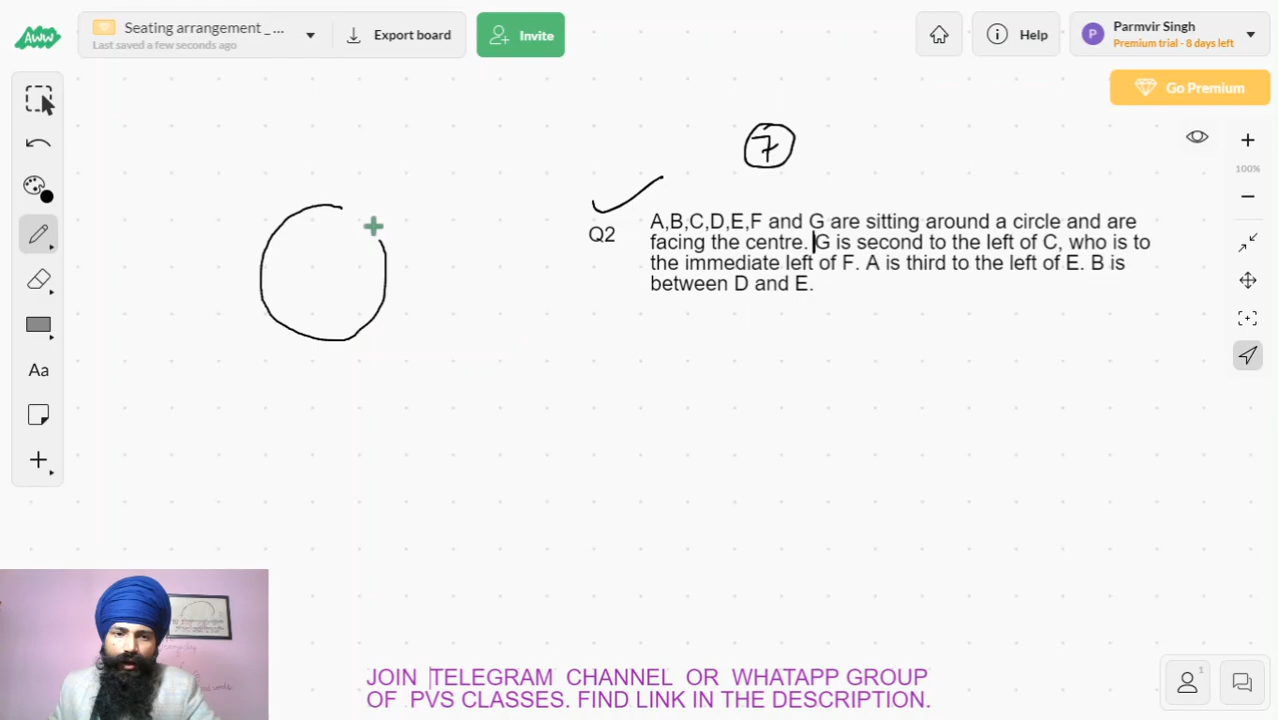 AWW
Seating arrangement _ ...
Last saved a few seconds ago
Export board
Invite
Help
P
Parmvir Singh
Premium trial - 8 days left
Go Premium
100%
7
Q2
A,B,C,D,E,F and G are sitting around a circle and are
facing the centre. G is second to the left of C, who is to
the immediate left of F. A is third to the left of E. B is
between D and E.
Aa
1
JOIN TELEGRAM CHANNEL OR WHATAPP GROUP
OF PVS CLASSES. FIND LINK IN THE DESCRIPTION.